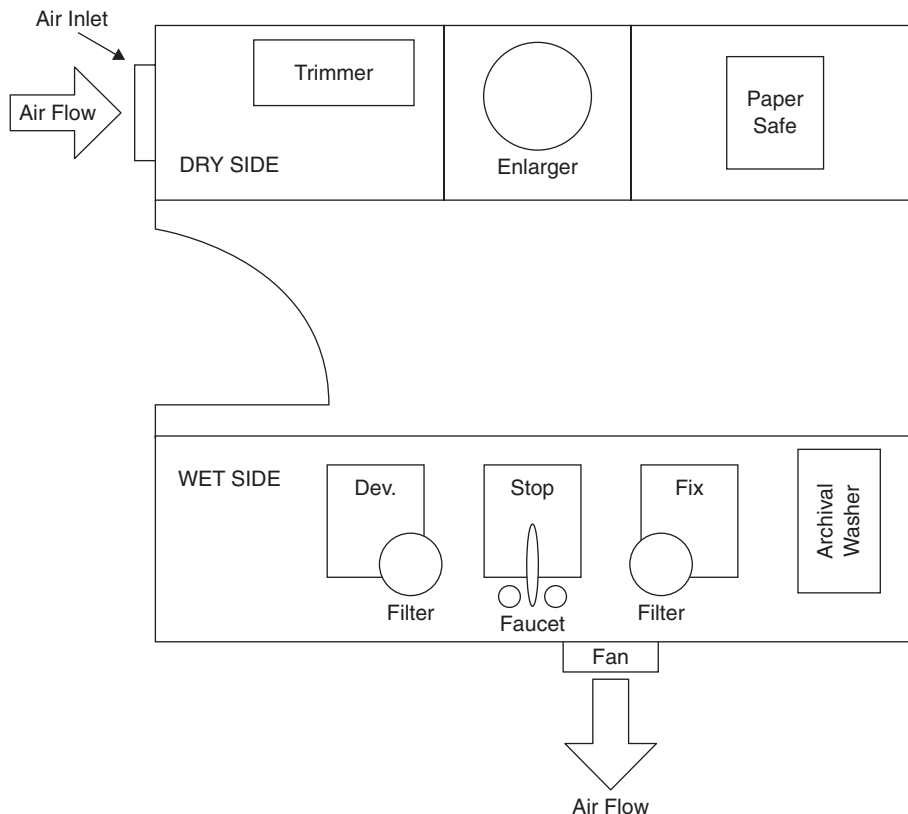 Air Inlet
Air Flow
Trimmer
DRY SIDE
Enlarger
Paper
Safe
WET SIDE
Dev.
Stop
Fix
Archival
Washer
Filter
Faucet
Filter
Fan
Air Flow